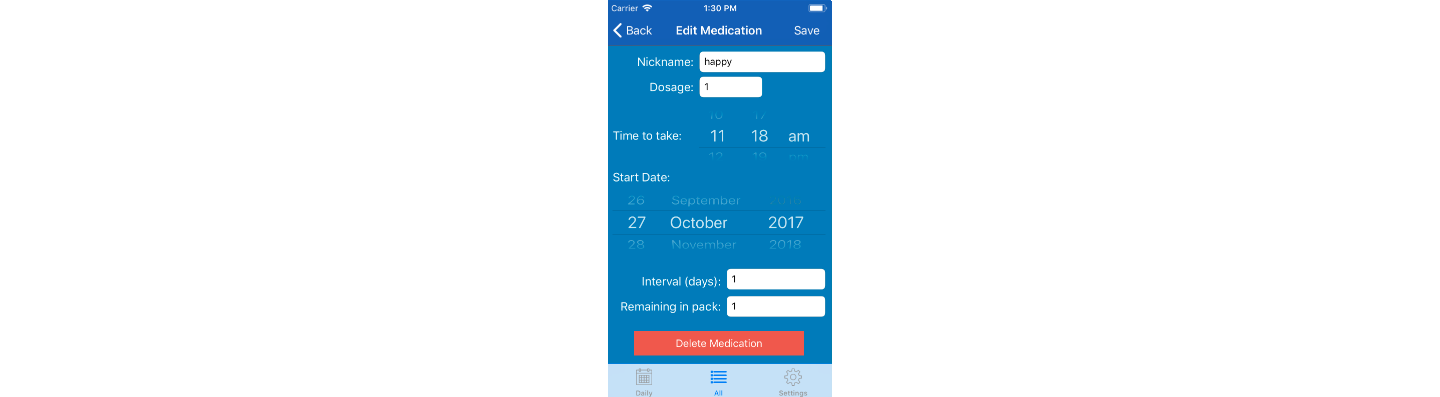 Carrier 1:30 PM
Back Edit Medication Save
Nickname: happy
Dosage: 1
10 17
Time to take: 11 18 am
12 19 pm
Start Date:
26 September 2016
27 October 2017
28 November 2018
Interval (days): 1
Remaining in pack: 1
Delete Medication
Daily All Settings